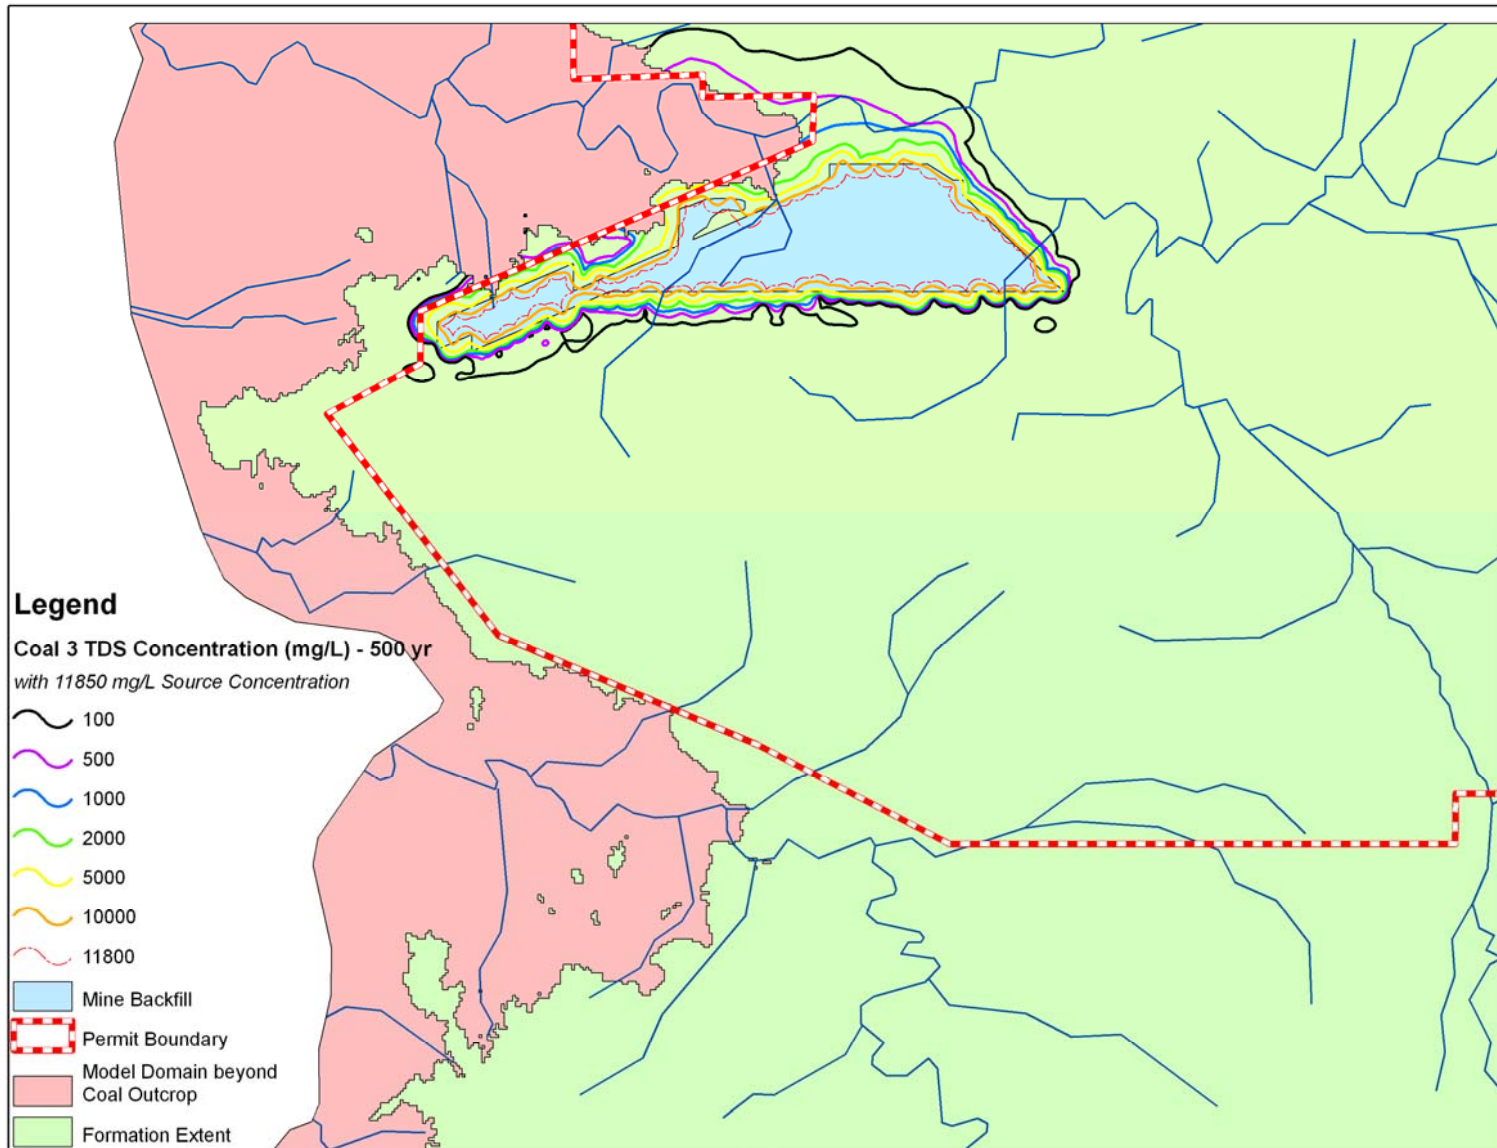 Legend
Coal 3 TDS Concentration (mg/L) - 500 yr
with 11850 mg/L Source Concentration
100
500
1000
2000
5000
10000
11800
Mine Backfill
Permit Boundary
Model Domain beyond
Coal Outcrop
Formation Extent